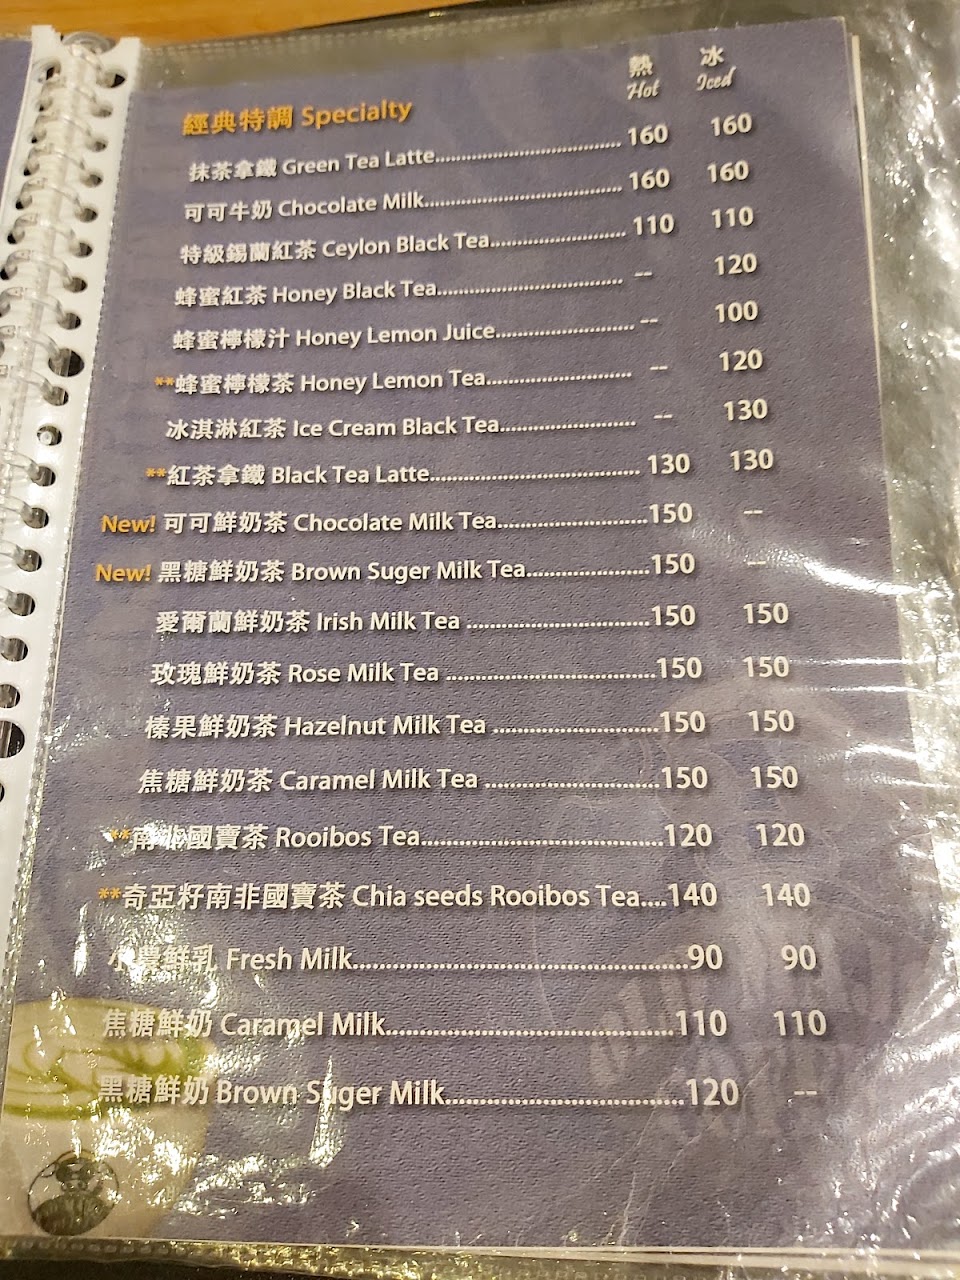 熱 冰
Hot Iced
經典特調 Specialty
抹茶拿鐵 Green Tea Latte............................... 160 160
可可牛奶 Chocolate Milk................................. 160 160
特級錫蘭紅茶 Ceylon Black Tea....................... 110 110
蜂蜜紅茶 Honey Black Tea............................... -- 120
蜂蜜檸檬汁 Honey Lemon Juice....................... -- 100
**蜂蜜檸檬茶 Honey Lemon Tea........................ -- 120
冰淇淋紅茶 Ice Cream Black Tea....................... -- 130
**紅茶拿鐵 Black Tea Latte................................... 130 130
New! 可可鮮奶茶 Chocolate Milk Tea.........................150 --
New! 黑糖鮮奶茶 Brown Suger Milk Tea.....................150 --
愛爾蘭鮮奶茶 Irish Milk Tea ...............................150 150
玫瑰鮮奶茶 Rose Milk Tea ...................................150 150
榛果鮮奶茶 Hazelnut Milk Tea ............................150 150
焦糖鮮奶茶 Caramel Milk Tea .............................150 150
**南非國寶茶 Rooibos Tea.........................................120 120
**奇亞籽南非國寶茶 Chia seeds Rooibos Tea....140 140
小農鮮乳 Fresh Milk..................................................90 90
焦糖鮮奶 Caramel Milk...........................................110 110
黑糖鮮奶 Brown Suger Milk...................................120 --